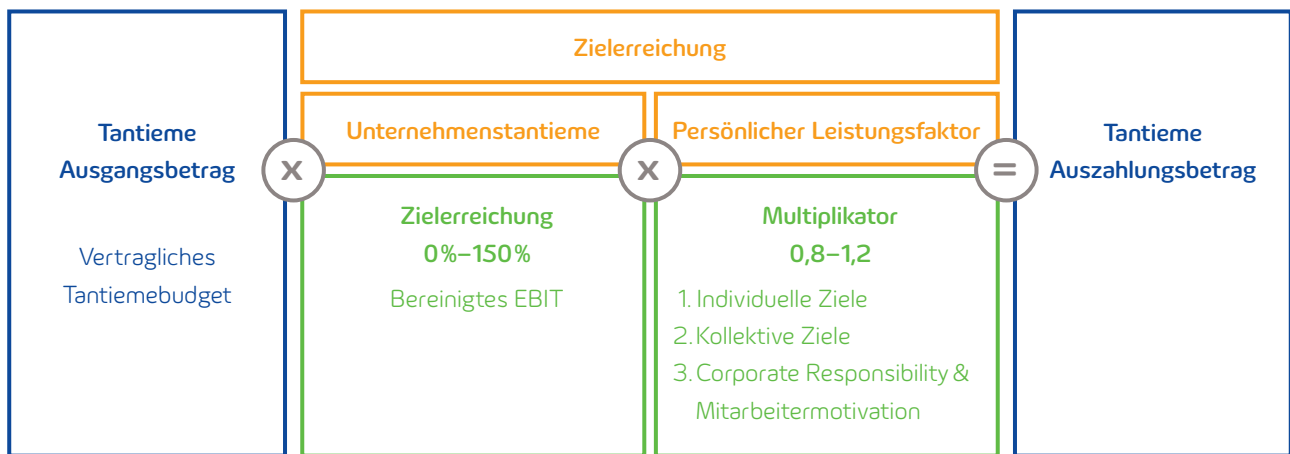 Zielerreichung
Tantieme
Ausgangsbetrag
Vertragliches
Tantiemebudget
x
Unternehmenstantieme
Zielerreichung
0%–150%
Bereinigtes EBIT
x
Persönlicher Leistungsfaktor
Multiplikator
0,8–1,2
1. Individuelle Ziele
2. Kollektive Ziele
3. Corporate Responsibility &
Mitarbeitermotivation
=
Tantieme
Auszahlungsbetrag